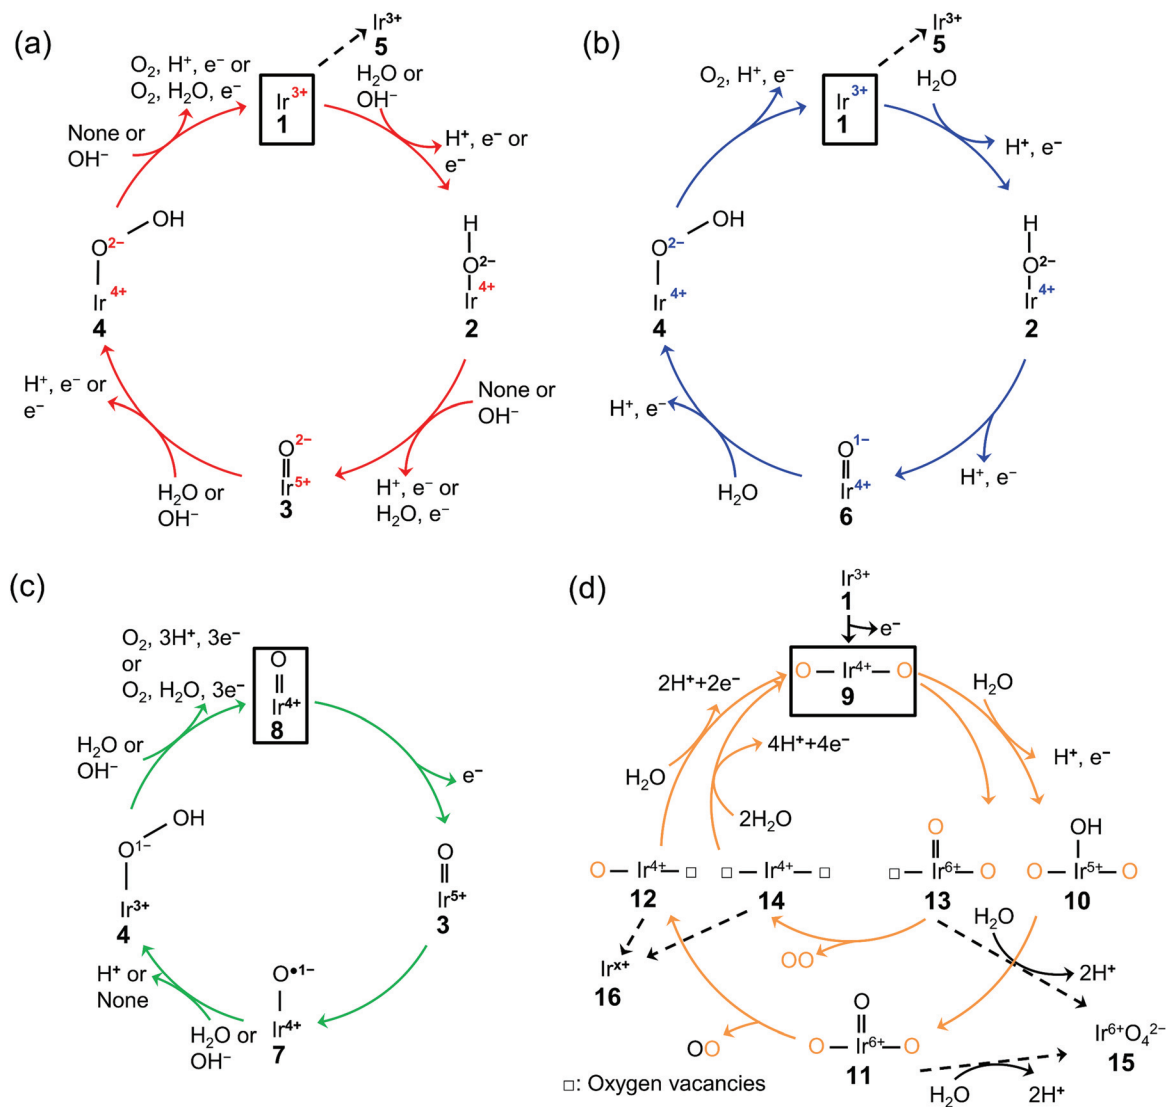 (a)
Ir³⁺
5
O₂, H⁺, e⁻ or
O₂, H₂O, e⁻
Ir³⁺
1
H₂O or
OH⁻
None or
OH⁻
H⁺, e⁻ or
e⁻
OH
O²⁻
Ir⁴⁺
4
H
O²⁻
Ir⁴⁺
2
H⁺, e⁻ or
e⁻
None or
OH⁻
H₂O or
OH⁻
O²⁻
Ir⁵⁺
3
H⁺, e⁻ or
H₂O, e⁻
(b)
Ir³⁺
5
O₂, H⁺, e⁻
Ir³⁺
1
H₂O
H⁺, e⁻
OH
O²⁻
Ir⁴⁺
4
H
O²⁻
Ir⁴⁺
2
H⁺, e⁻
H₂O
O¹⁻
Ir⁴⁺
6
H⁺, e⁻
(c)
O₂, 3H⁺, 3e⁻
or
O₂, H₂O, 3e⁻
O
Ir⁴⁺
8
H₂O or
OH⁻
e⁻
OH
O¹⁻
Ir³⁺
4
O
Ir⁵⁺
3
H⁺ or
None
H₂O or
OH⁻
O•¹⁻
Ir⁴⁺
7
(d)
Ir³⁺
1
e⁻
O Ir⁴⁺ O
9
2H⁺+2e⁻
H₂O
4H⁺+4e⁻
2H₂O
H₂O
H⁺, e⁻
O Ir⁴⁺ □
12
□ Ir⁴⁺ □
14
O
□ Ir⁶⁺ O
13
OH
O Ir⁵⁺ O
10
Irˣ⁺
16
OO
H₂O
2H⁺
OO
O
O Ir⁶⁺ O
11
Ir⁶⁺O₄²⁻
15
H₂O
2H⁺
□: Oxygen vacancies